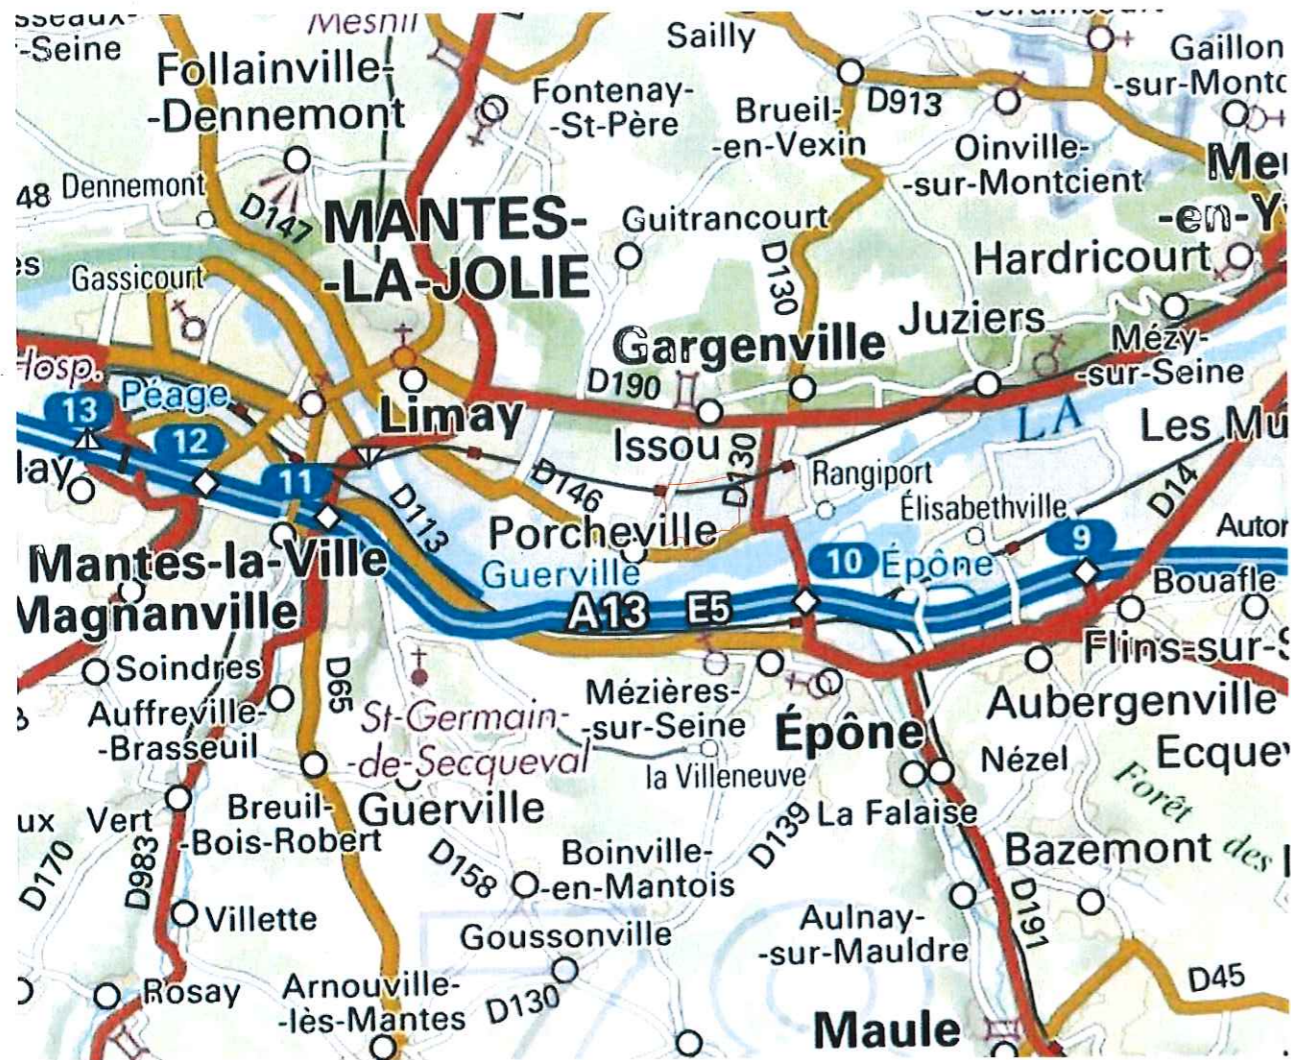 -Seine
Mesnil
Follainville-
-Dennemont
Sailly
Gaillon
-sur-Montc
Fontenay-
-St-Père
Brueil-
-en-Vexin
D913
Oinville-
-sur-Montcient
48 Dennemont
D147
MANTES-
-LA-JOLIE
Guitrancourt
D130
-en-Y
Hardricourt
Gassicourt
Gargenville
Juziers
Mézy-
-sur-Seine
Hosp.
Péage
D190
13
12
11
Limay
Issou
D130
LA
Les Mu
lay
D113
D146
Rangiport
Élisabethville
D14
Porcheville
Guerville
10
Épône
9
Autor
Mantes-la-Ville
Magnanville
A13
E5
Bouafle
Flins-sur-S
Soindres
D65
Auffreville-
-Brasseuil
St-Germain-
-de-Secqueval
Mézières-
-sur-Seine
Épône
Aubergenville
la Villeneuve
Nézel
Ecquev
Forêt
des
ux
Vert
D170
D983
Breuil-
-Bois-Robert
Guerville
D139
La Falaise
D158
Boinville-
-en-Mantois
Bazemont
Villette
Goussonville
Aulnay-
-sur-Mauldre
D191
Rosay
Arnouville-
-lès-Mantes
D130
D45
Maule